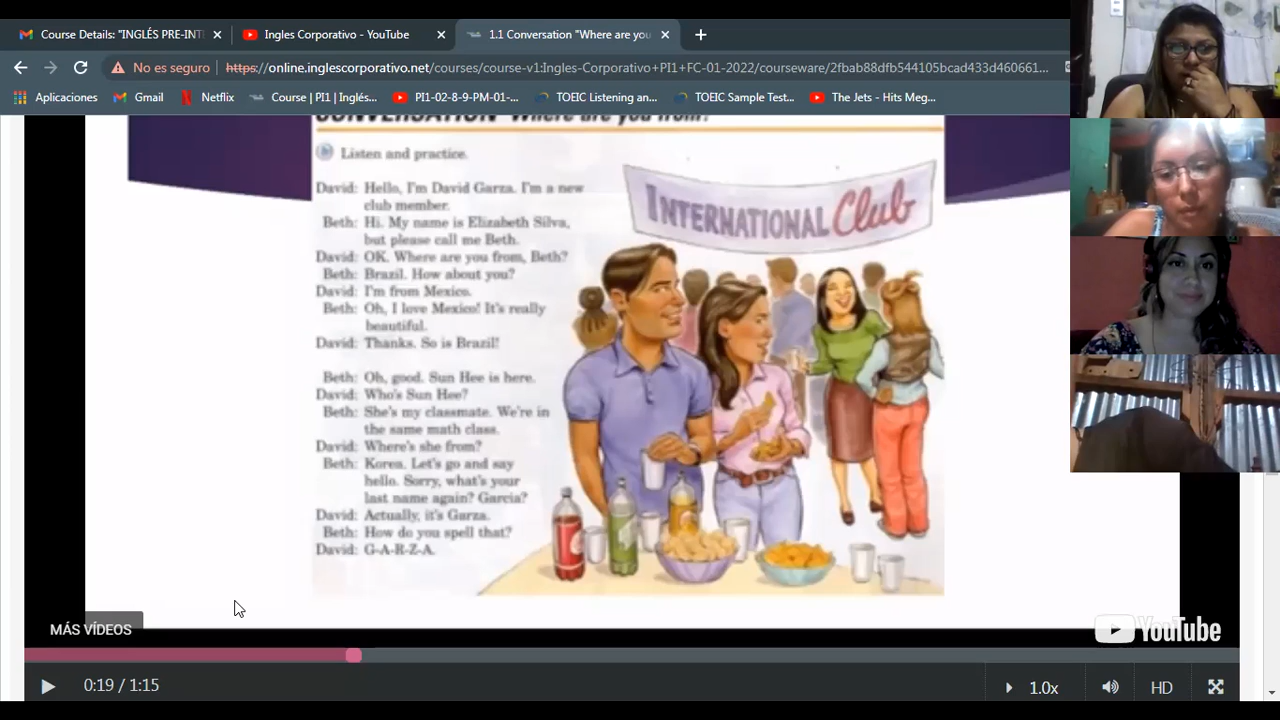 Course Details: "INGLÉS PRE-INT
Ingles Corporativo - YouTube
1.1 Conversation "Where are you
No es seguro
https://online.inglescorporativo.net/courses/course-v1:Ingles-Corporativo+PI1+FC-01-2022/courseware/2fbab88dfb544105bcad433d460661...
Aplicaciones
Gmail
Netflix
Course | PI1 | Inglés...
PI1-02-8-9-PM-01-...
TOEIC Listening an...
TOEIC Sample Test...
The Jets - Hits Meg...
CONVERSATION Where are you from?
Listen and practice.
David: Hello, I'm David Garza. I'm a new
club member.
Beth: Hi. My name is Elizabeth Silva,
but please call me Beth.
David: OK. Where are you from, Beth?
Beth: Brazil. How about you?
David: I'm from Mexico.
Beth: Oh, I love Mexico! It's really
beautiful.
David: Thanks. So is Brazil!
Beth: Oh, good. Sun Hee is here.
David: Who's Sun Hee?
Beth: She's my classmate. We're in
the same math class.
David: Where's she from?
Beth: Korea. Let's go and say
hello. Sorry, what's your
last name again? Garcia?
David: Actually, it's Garza.
Beth: How do you spell that?
David: G-A-R-Z-A.
INTERNATIONAL Club
MÁS VÍDEOS
YouTube
0:19 / 1:15
1.0x
HD